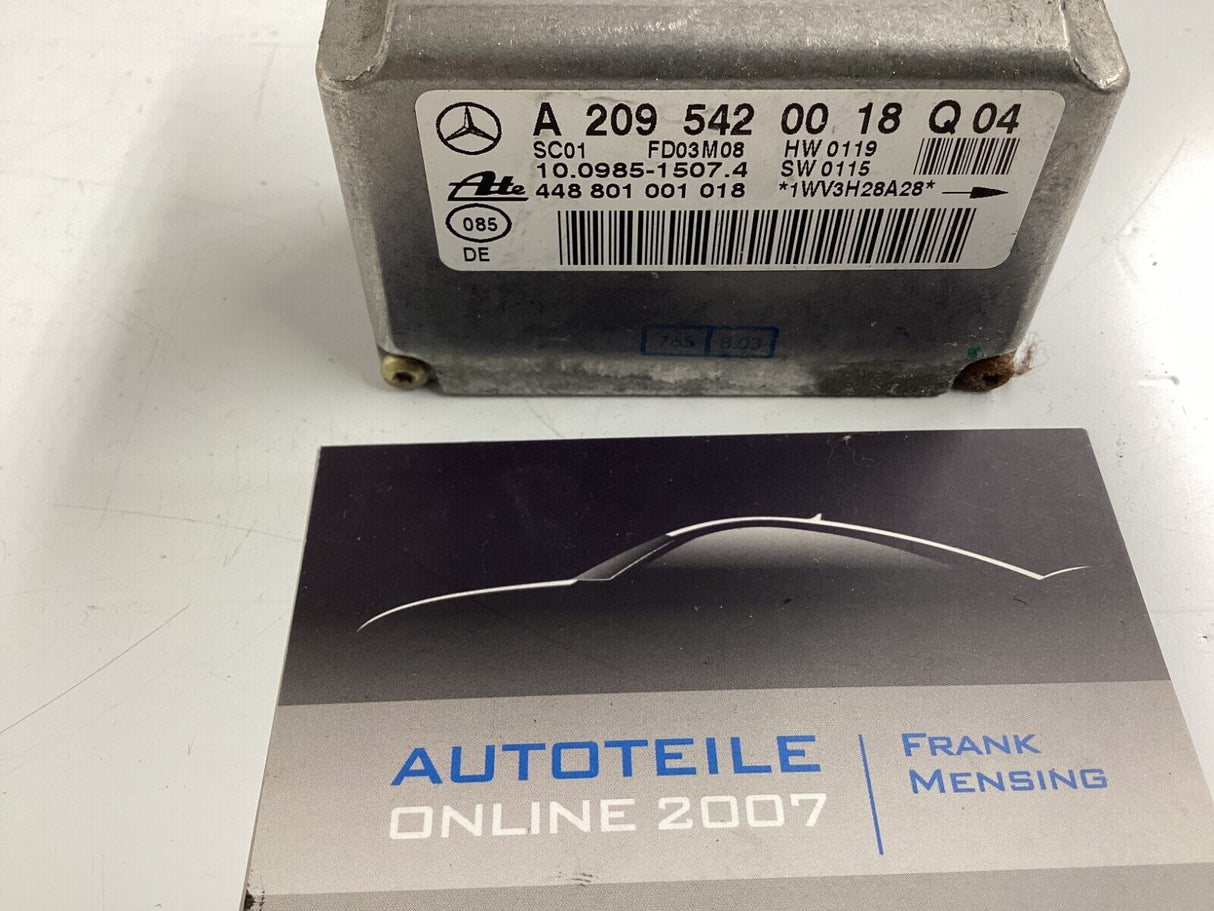 A 209 542 00 18 Q 04
SC01 FD03M08 HW 0119
10.0985-1507.4 SW 0115
Ate 448 801 001 018 *1WV3H28A28*
085
DE
765 8.03
AUTOTEILE
ONLINE 2007
FRANK
MENSING